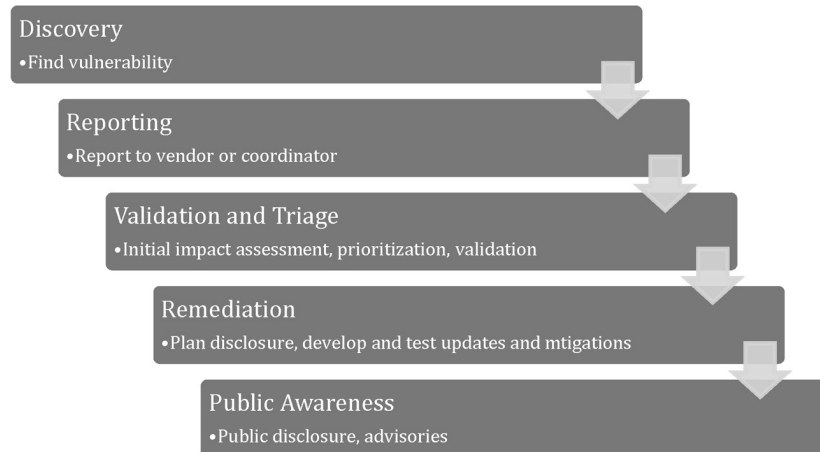 Discovery
•Find vulnerability
Reporting
•Report to vendor or coordinator
Validation and Triage
•Initial impact assessment, prioritization, validation
Remediation
•Plan disclosure, develop and test updates and mtigations
Public Awareness
•Public disclosure, advisories